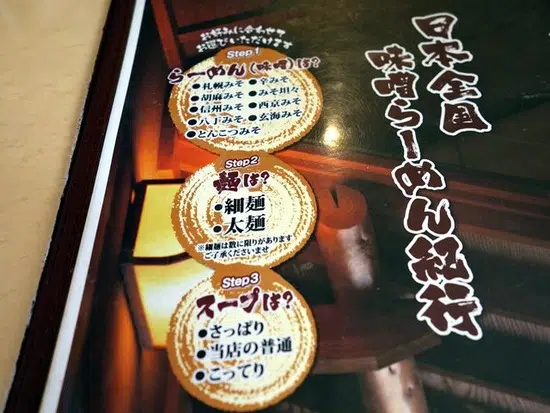 日本全国
味噌らーめん紀行
お好みに合わせて
お選びいただけます
Step 1
らーめん(味噌)は?
●札幌みそ ●辛みそ
●胡麻みそ ●みそ坦々
●信州みそ ●西京みそ
●八丁みそ ●玄海みそ
●とんこつみそ
Step 2
麺は?
●細麺
●太麺
※細麺は数に限りがあります
ご了承くださいませ
Step 3
スープは?
●さっぱり
●当店の普通
●こってり